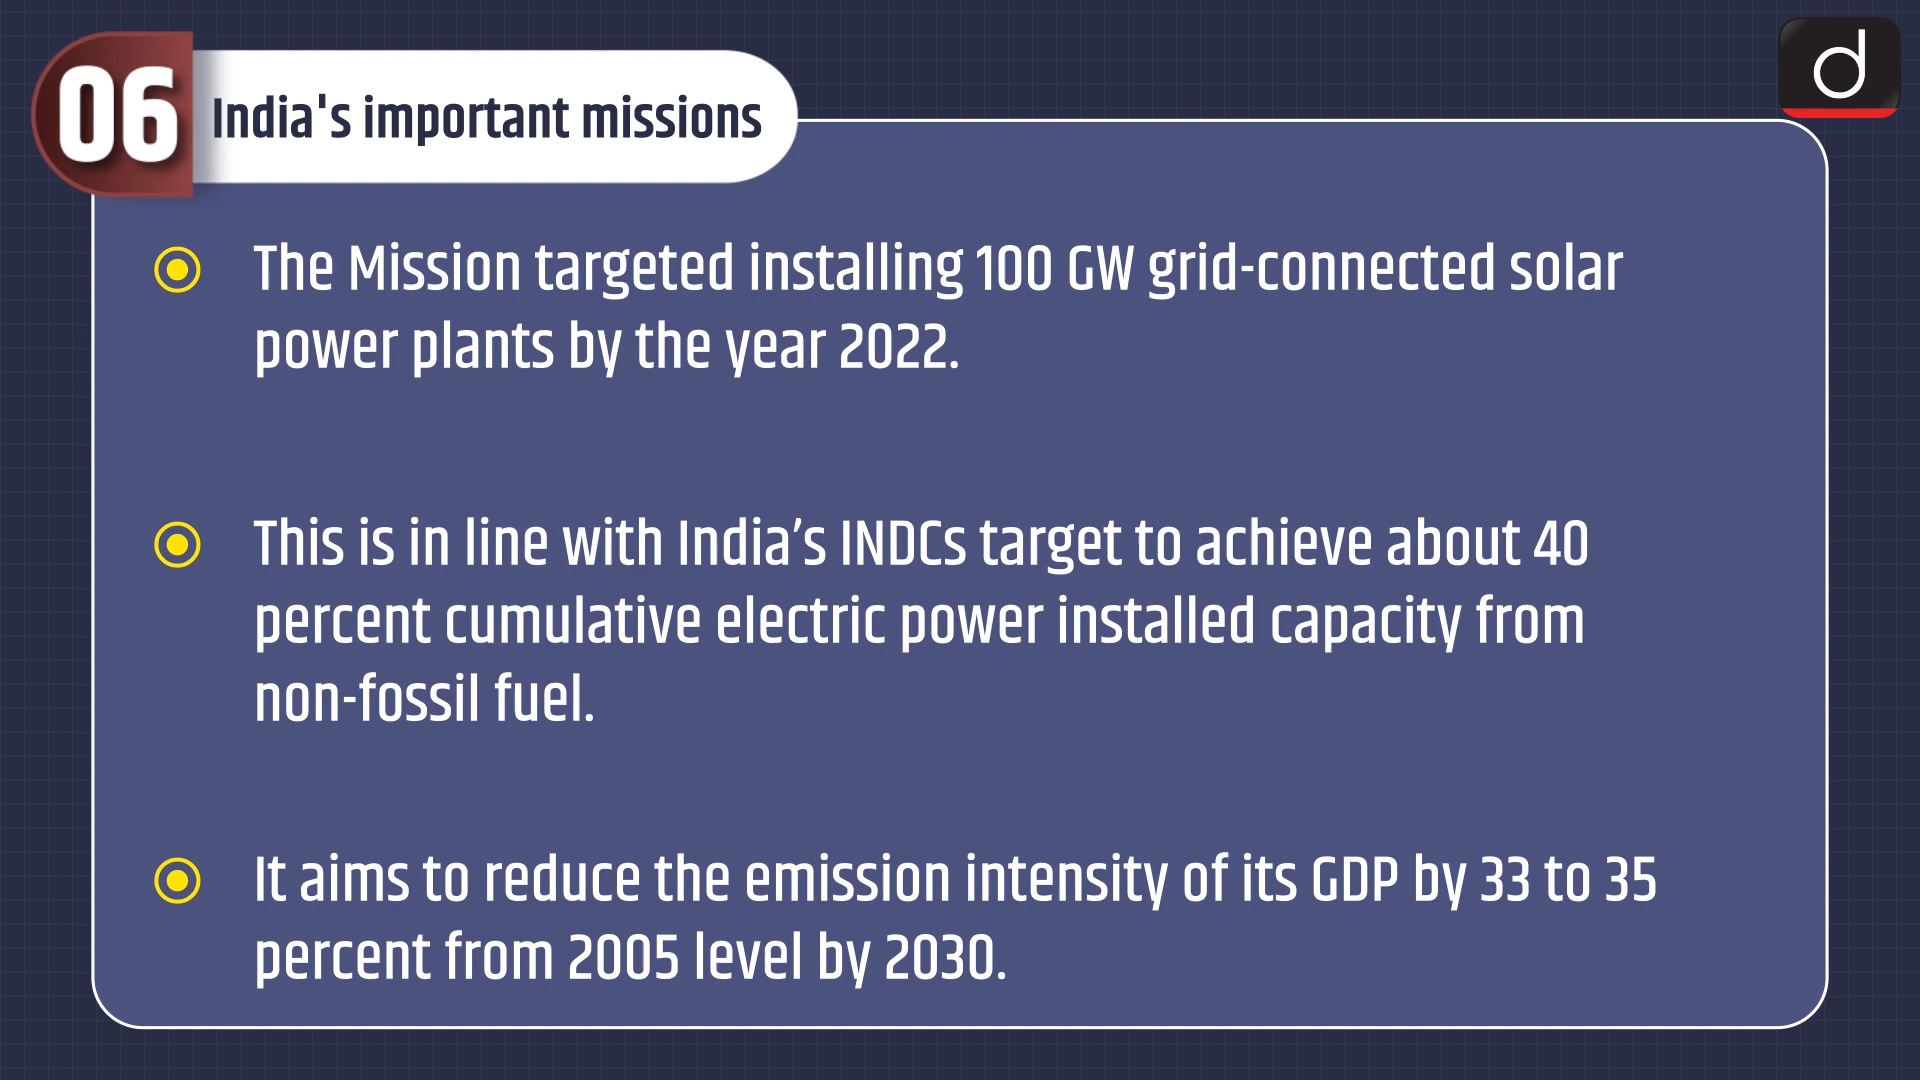 06
India's important missions
d
The Mission targeted installing 100 GW grid-connected solar
power plants by the year 2022.
This is in line with India’s INDCs target to achieve about 40
percent cumulative electric power installed capacity from
non-fossil fuel.
It aims to reduce the emission intensity of its GDP by 33 to 35
percent from 2005 level by 2030.